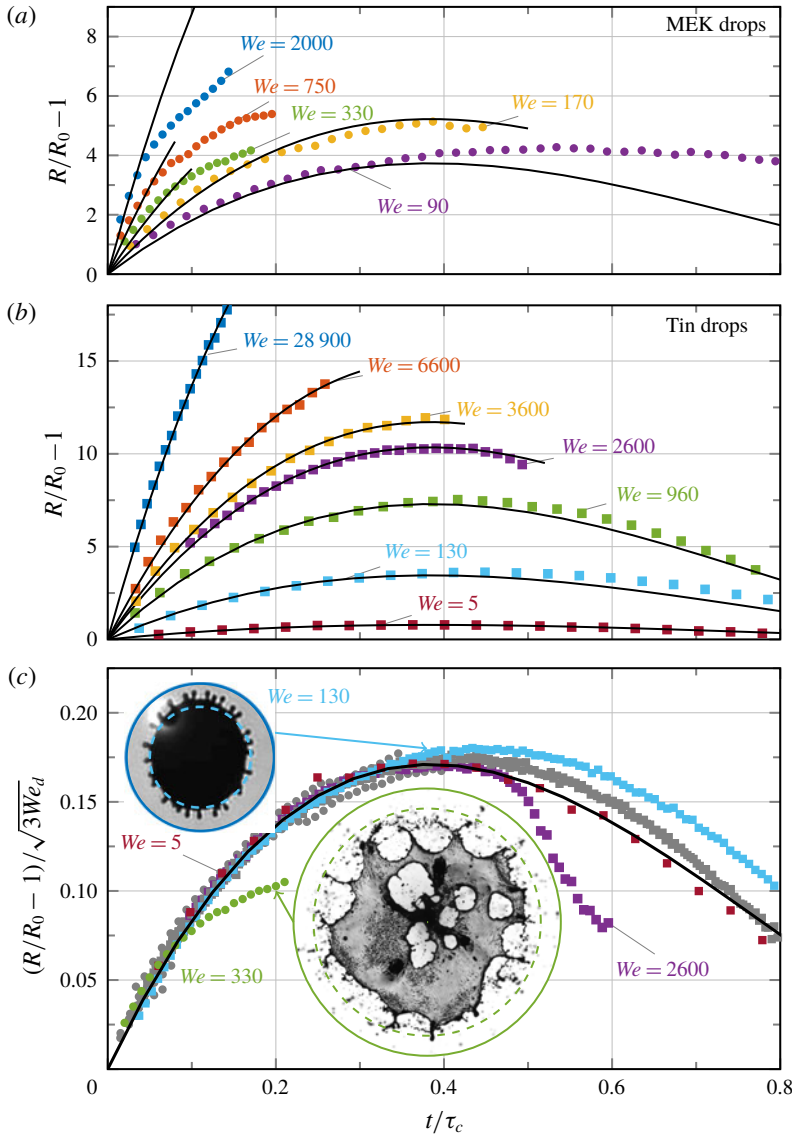 (a)
MEK drops
8
We = 2000
6
We = 750
We = 330
We = 170
4
2
We = 90
0
R/R₀ − 1
(b)
Tin drops
We = 28 900
15
We = 6600
We = 3600
10
We = 2600
We = 960
5
We = 130
We = 5
0
R/R₀ − 1
(c)
We = 130
0.20
0.15
We = 5
0.10
We = 330
We = 2600
0.05
(R/R₀ − 1)/√3We_d
0 0.2 0.4 0.6 0.8
t/τ_c